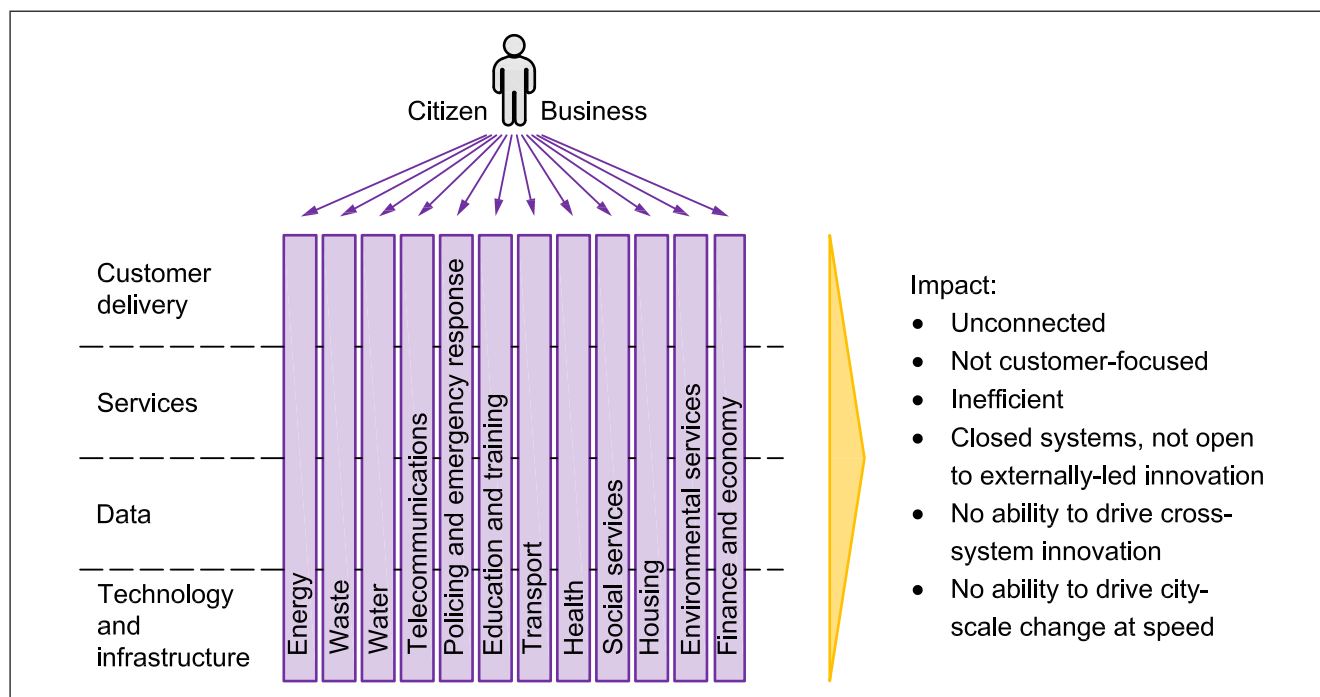 Citizen Business
Customer
delivery
Services
Data
Technology
and
infrastructure
Energy
Waste
Water
Telecommunications
Policing and emergency response
Education and training
Transport
Health
Social services
Housing
Environmental services
Finance and economy
Impact:
• Unconnected
• Not customer-focused
• Inefficient
• Closed systems, not open
to externally-led innovation
• No ability to drive cross-
system innovation
• No ability to drive city-
scale change at speed